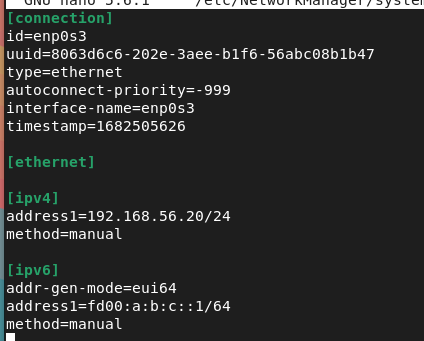 GNU nano 5.6.1 /etc/NetworkManager/system
[connection]
id=enp0s3
uuid=8063d6c6-202e-3aee-b1f6-56abc08b1b47
type=ethernet
autoconnect-priority=-999
interface-name=enp0s3
timestamp=1682505626
[ethernet]
[ipv4]
address1=192.168.56.20/24
method=manual
[ipv6]
addr-gen-mode=eui64
address1=fd00:a:b:c::1/64
method=manual